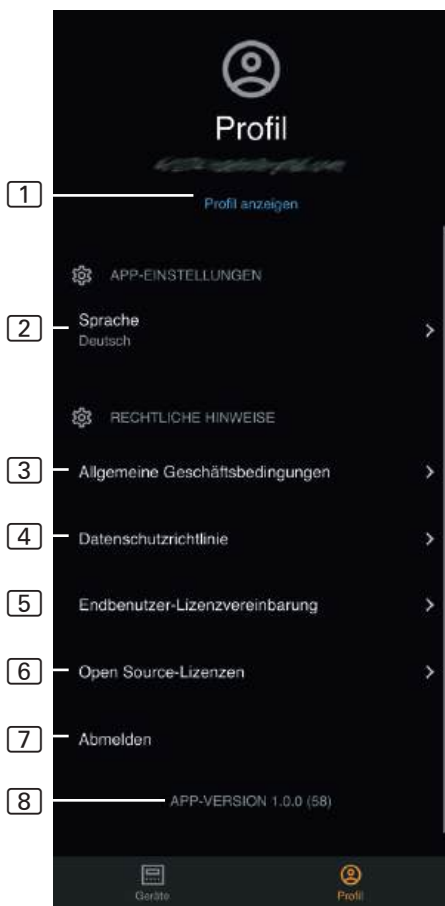 Profil
1
Profil anzeigen
APP-EINSTELLUNGEN
2
Sprache
Deutsch
RECHTLICHE HINWEISE
3
Allgemeine Geschäftsbedingungen
4
Datenschutzrichtlinie
5
Endbenutzer-Lizenzvereinbarung
6
Open Source-Lizenzen
7
Abmelden
8
APP-VERSION 1.0.0 (58)
Geräte
Profil